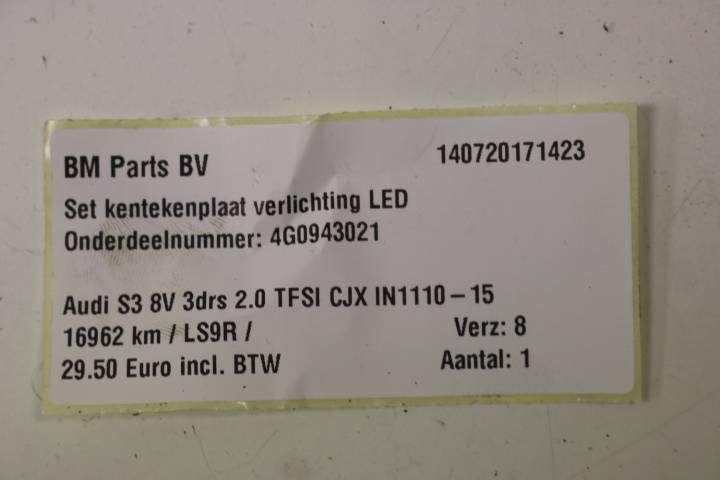 BM Parts BV 140720171423
Set kentekenplaat verlichting LED
Onderdeelnummer: 4G0943021
Audi S3 8V 3drs 2.0 TFSI CJX IN1110 – 15
16962 km / LS9R / Verz: 8
29.50 Euro incl. BTW Aantal: 1